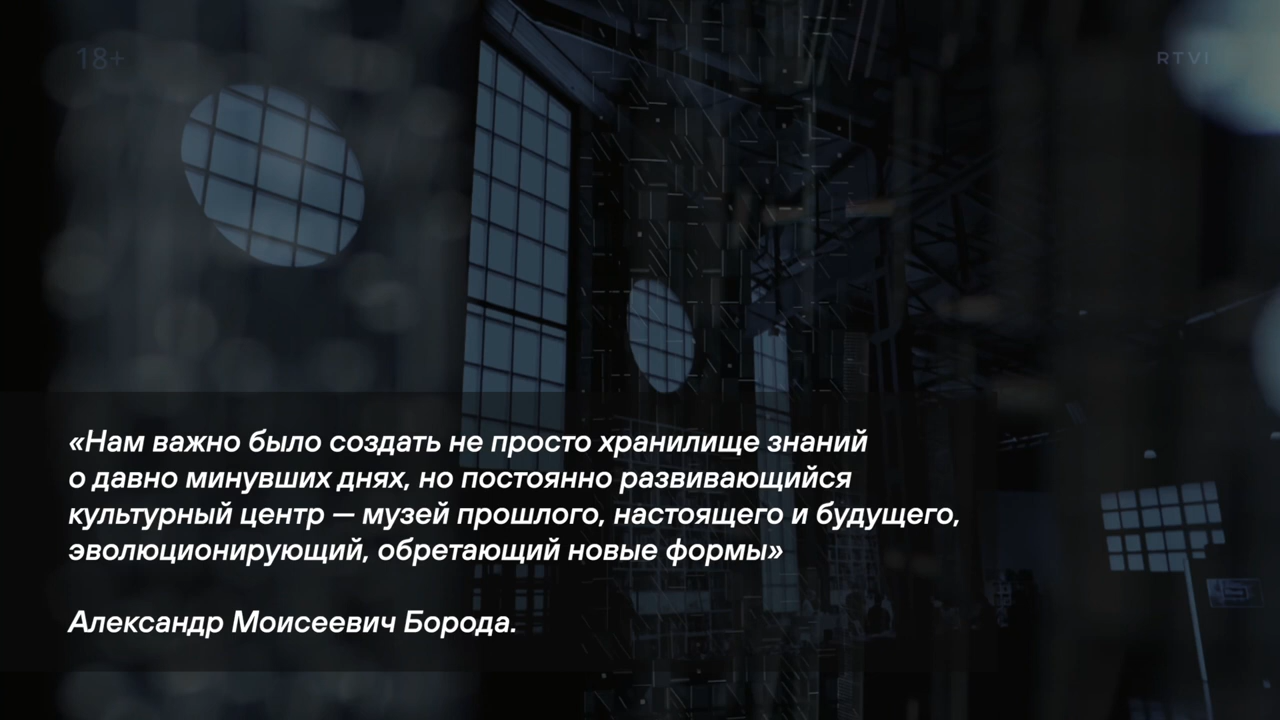 18+
RTVI
«Нам важно было создать не просто хранилище знаний
о давно минувших днях, но постоянно развивающийся
культурный центр — музей прошлого, настоящего и будущего,
эволюционирующий, обретающий новые формы»
Александр Моисеевич Борода.